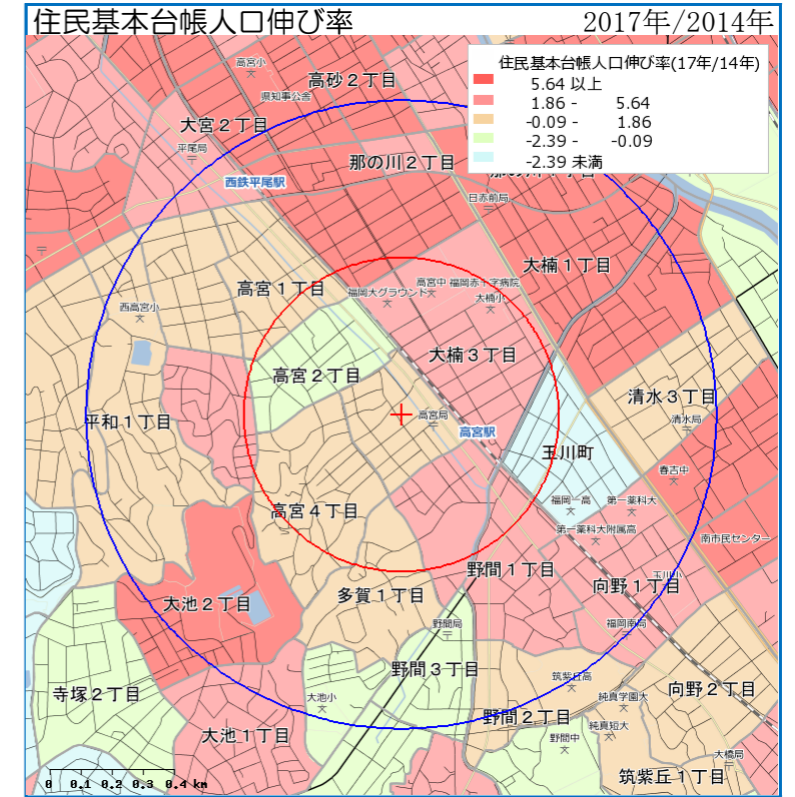 住民基本台帳人口伸び率 2017年/2014年
住民基本台帳人口伸び率(17年/14年)
5.64 以上
1.86 - 5.64
-0.09 - 1.86
-2.39 - -0.09
-2.39 未満
高宮小
高砂2丁目
県知事公舎
大宮2丁目
平尾局
那の川2丁目
西鉄平尾駅
日赤前局
大楠1丁目
高宮1丁目
高宮中
福岡赤十字病院
福岡大グラウンド
大楠小
西高宮小
大楠3丁目
高宮2丁目
清水3丁目
高宮局
清水局
平和1丁目
高宮駅
玉川町
春吉中
福岡一高
第一薬科大
高宮4丁目
第一薬科大附属高
南市民センター
野間1丁目
玉川小
向野1丁目
多賀1丁目
大池2丁目
野間局
福岡南局
野間3丁目
筑紫丘高
向野2丁目
寺塚2丁目
大池小
純真学園大
野間2丁目
純真短大
大池1丁目
野間中
大橋局
筑紫丘1丁目
0 0.1 0.2 0.3 0.4 km